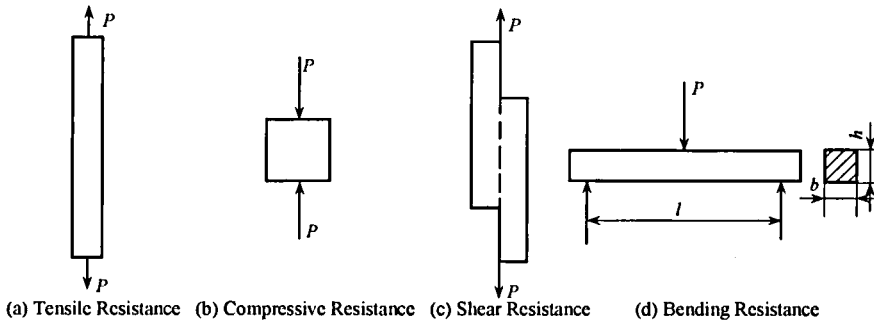 P
P
P
P
P
P
P
l
b
h
(a) Tensile Resistance (b) Compressive Resistance (c) Shear Resistance (d) Bending Resistance